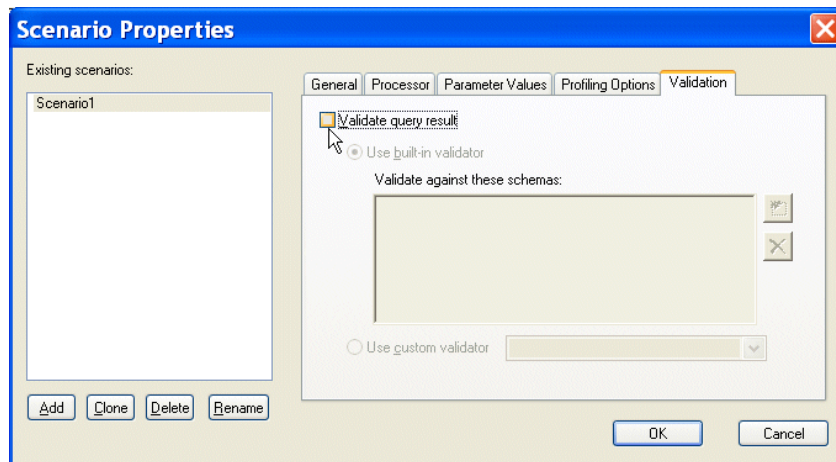 Scenario Properties
Existing scenarios:
Scenario1
Add Clone Delete Rename
General Processor Parameter Values Profiling Options Validation
Validate query result
Use built-in validator
Validate against these schemas:
Use custom validator
OK Cancel